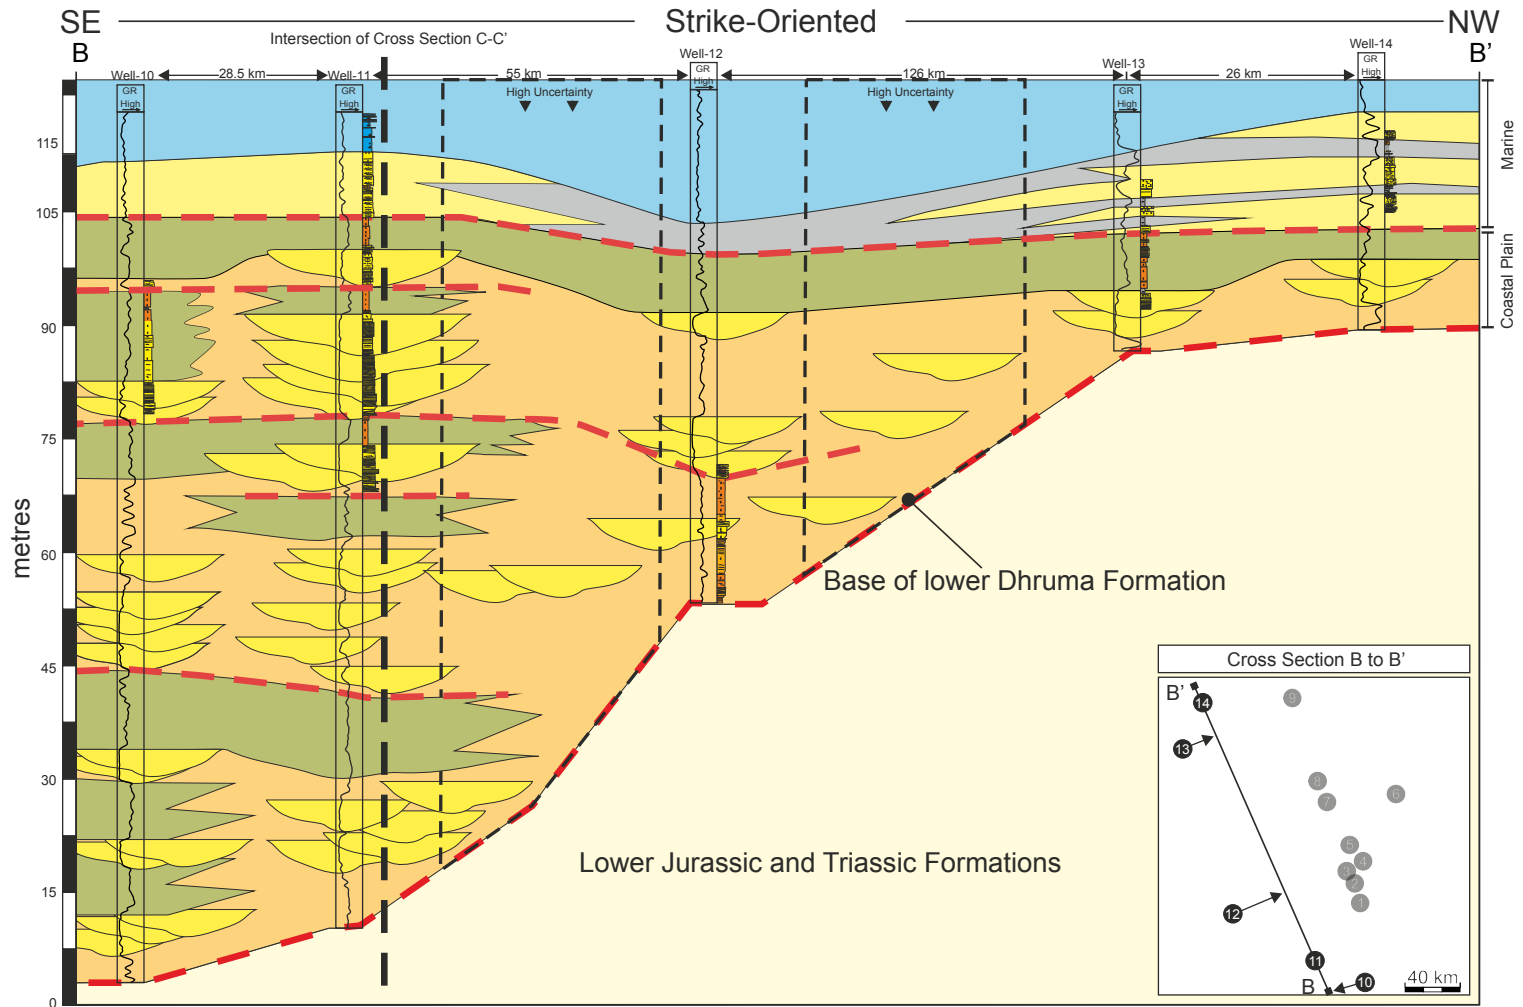 SE Strike-Oriented NW
B Intersection of Cross Section C-C’ B’
Well-10 28.5 km Well-11 55 km Well-12 126km Well-13 26 km Well-14
GR
High
GR
High
GR
High
GR
High
GR
High
High Uncertainty
High Uncertainty
Marine
Coastal Plain
metres
115
105
90
75
60
45
30
15
0
Base of lower Dhruma Formation
Lower Jurassic and Triassic Formations
Cross Section B to B’
B’
14
9
13
8
7
6
5
4
3
2
12
1
11
B
10
40 km